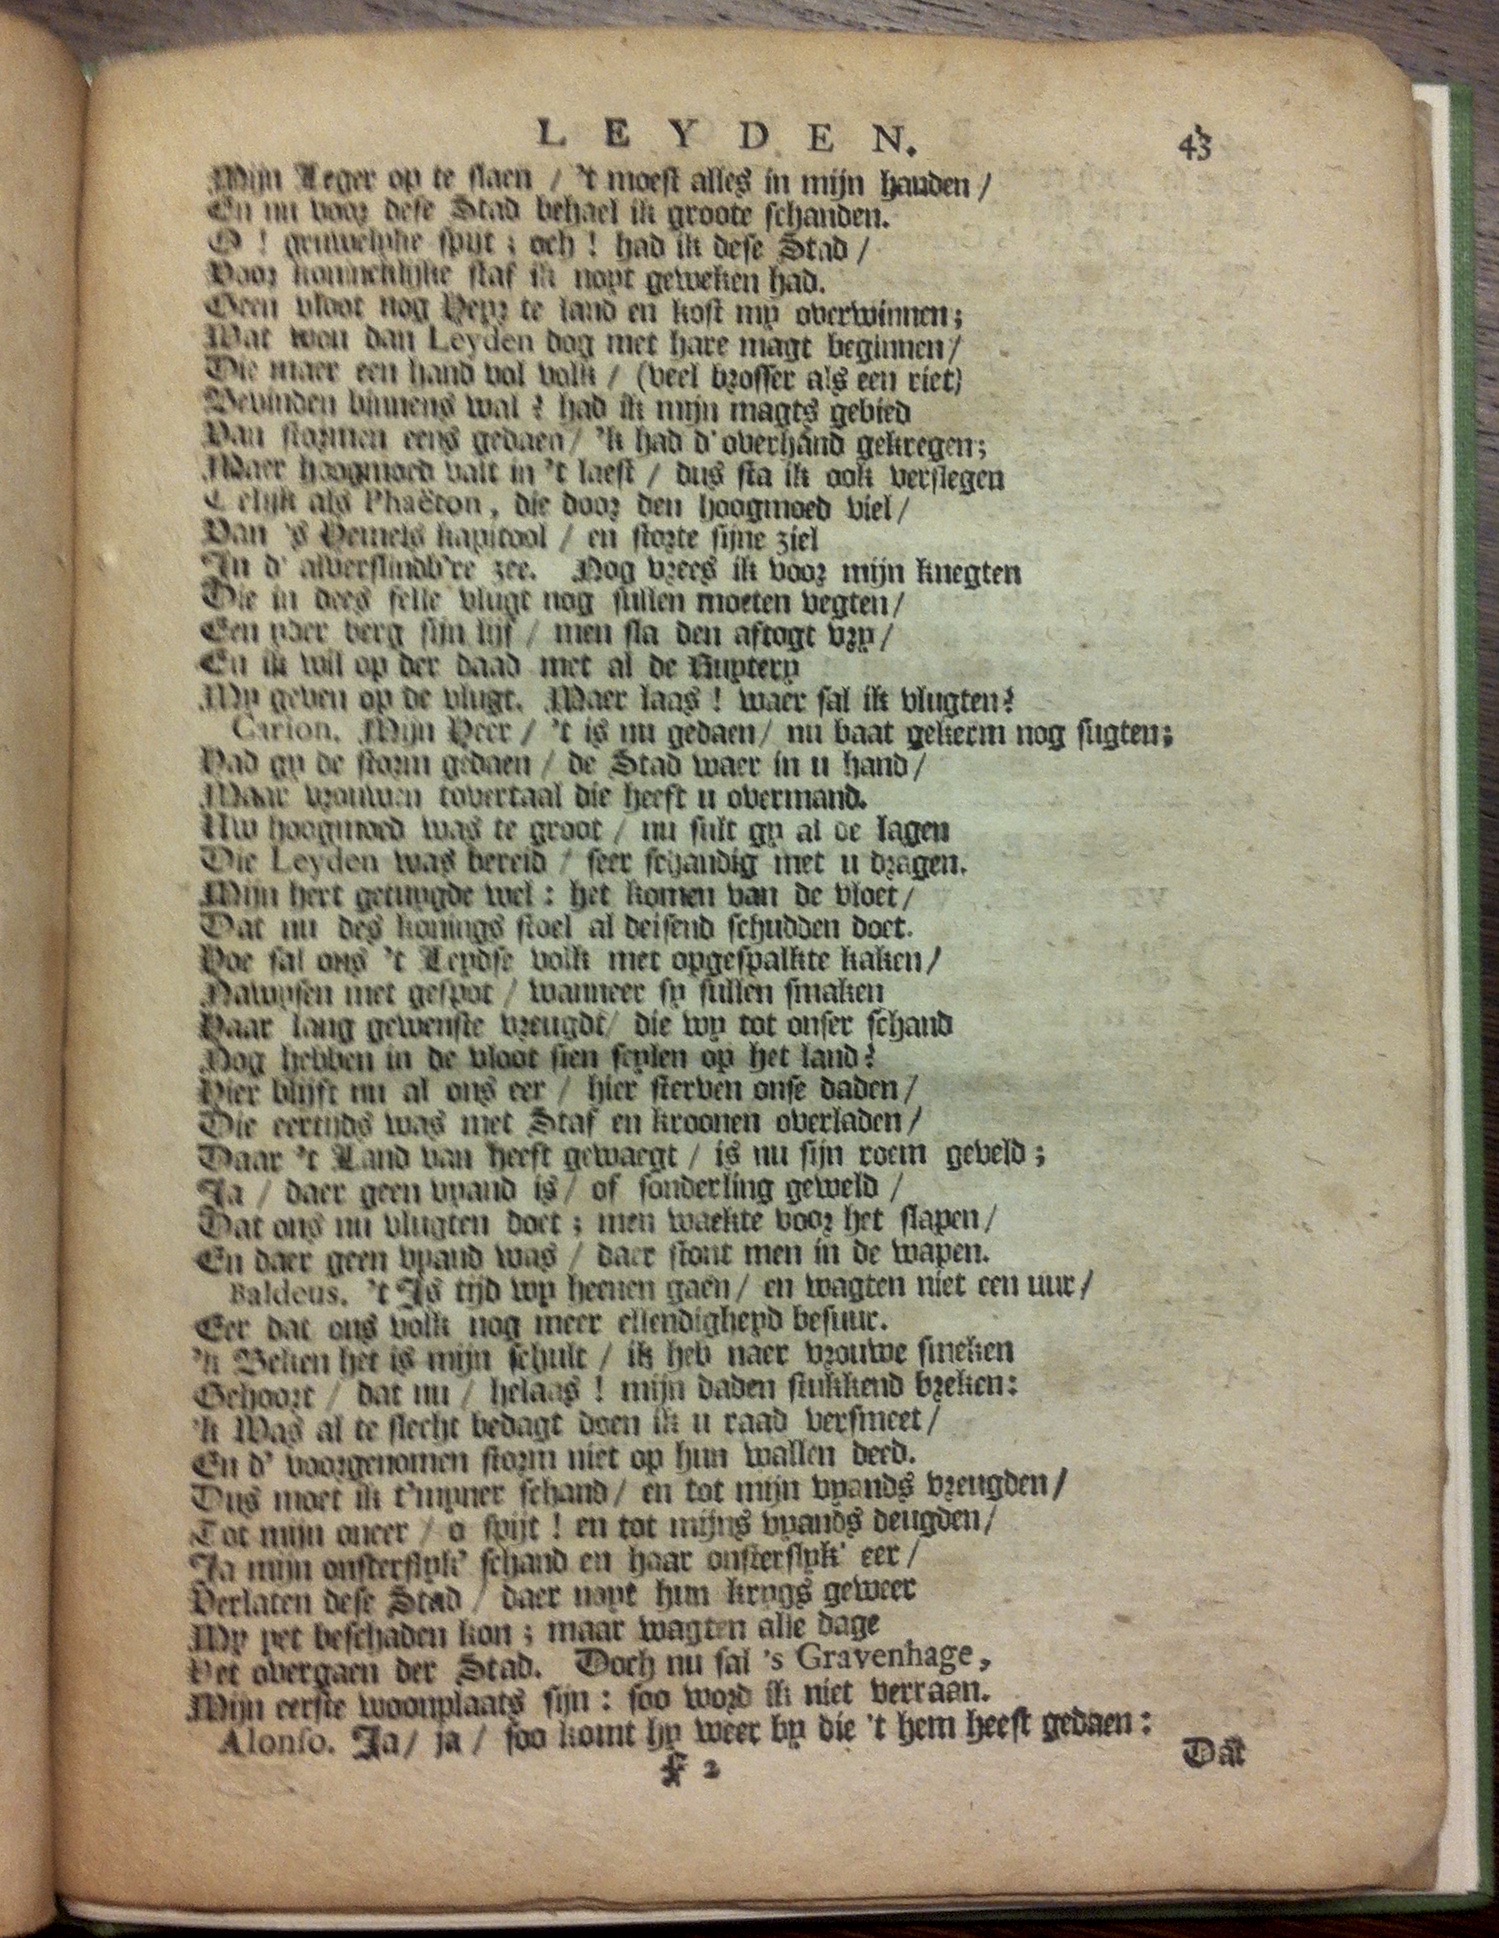 LEYDEN. 43
Mijn Leger op te slaen / 't moest alles in mijn handen /
En nu voor dese Stad behael ik groote schanden.
O ! gruwelyke spijt ; och ! had ik dese Stad /
Voor koninklijke staf ik noyt geweken had.
Geen vloot nog Heyr te land en kost my overwinnen ;
Wat wou dan Leyden dog met hare magt beginnen /
Die maer een hand vol volk / (veel brosser als een riet)
Bevinden binnens wal ? had ik mijn magts gebied
Van stormen eens gedaen / 'k had d'overhand gekregen ;
Maer hoogmoed valt in 't laest / dus sta ik ook verslegen
Gelijk als Phaëton, die door den hoogmoed viel /
Van 's Hemels kapitool / en storte sijne ziel
In d' alverslindb're zee. Nog vrees ik voor mijn knegten
Die in dees felle vlugt nog sullen moeten vegten /
Een yder berg sijn lijf / men sla den aftogt vry /
En ik wil op der daad met al de Ruytery
My geven op de vlugt. Maer laas ! waer sal ik vlugten ?
Carion. Mijn Heer / 't is nu gedaen / nu baat gekerm nog sugten ;
Had gy de storm gedaen / de Stad waer in u hand /
Maar vrouwen tovertaal die heeft u overmand.
Uw hoogmoed was te groot / nu sult gy al de lagen
Die Leyden was bereid / seer schandig met u dragen.
Mijn hert getuygde wel : het komen van de vloet /
Dat nu des konings stoel al deisend schudden doet.
Hoe sal ons 't Leydse volk met opgespalkte kaken /
Nawysen met gespot / wanneer sy sullen smaken
Haar lang gewenste vreugdt / die wy tot onser schand
Nog hebben in de vloot sien seylen op het land ?
Hier blijft nu al ons eer / hier sterven onse daden /
Die eertijds was met Staf en kroonen overladen /
Daar 't Land van heeft gewaegt / is nu sijn roem geveld ;
Ja / daer geen vyand is / of sonderling geweld /
Dat ons nu vlugten doet ; men waekte voor het slapen /
En daer geen vyand was / daer stont men in de wapen.
Baldeus. 't Is tijd wy heenen gaen / en wagten niet een uur /
Eer dat ons volk nog meer ellendigheyd besuur.
'k Beken het is mijn schult / ik heb naer vrouwe smeken
Gehoort / dat nu / helaas ! mijn daden stukkend breken :
'k Was al te slecht bedagt doen ik u raad versmeet /
En d' voorgenomen storm niet op hun wallen deed.
Dus moet ik t'myner schand / en tot mijn vyands vreugden /
Tot mijn oneer / o spijt ! en tot mijns vyands deugden /
Ja mijn onsterflyk' schand en haar onsterflyk' eer /
Verlaten dese Stad / daer noyt hun krygs geweer
My yet beschaden kon ; maar wagten alle dage
Het overgaen der Stad. Doch nu sal 's Gravenhage,
Mijn eerste woonplaats sijn : soo word ik niet verraan.
Alonso. Ja / ja / soo komt hy weer by die 't hem heeft gedaen :
F 2 Dat